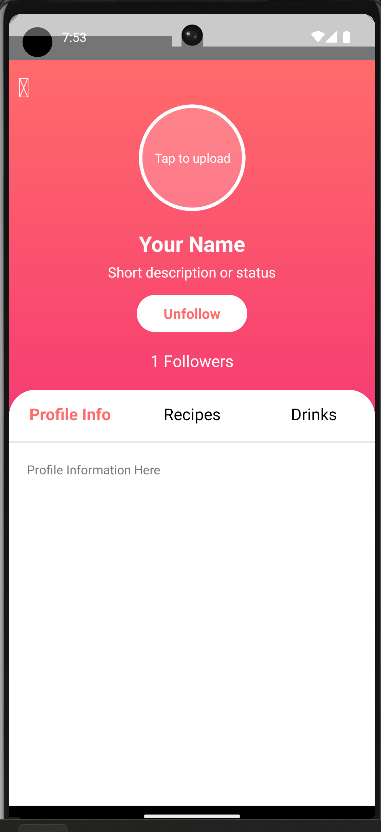 7:53
Tap to upload
Your Name
Short description or status
Unfollow
1 Followers
Profile Info Recipes Drinks
Profile Information Here